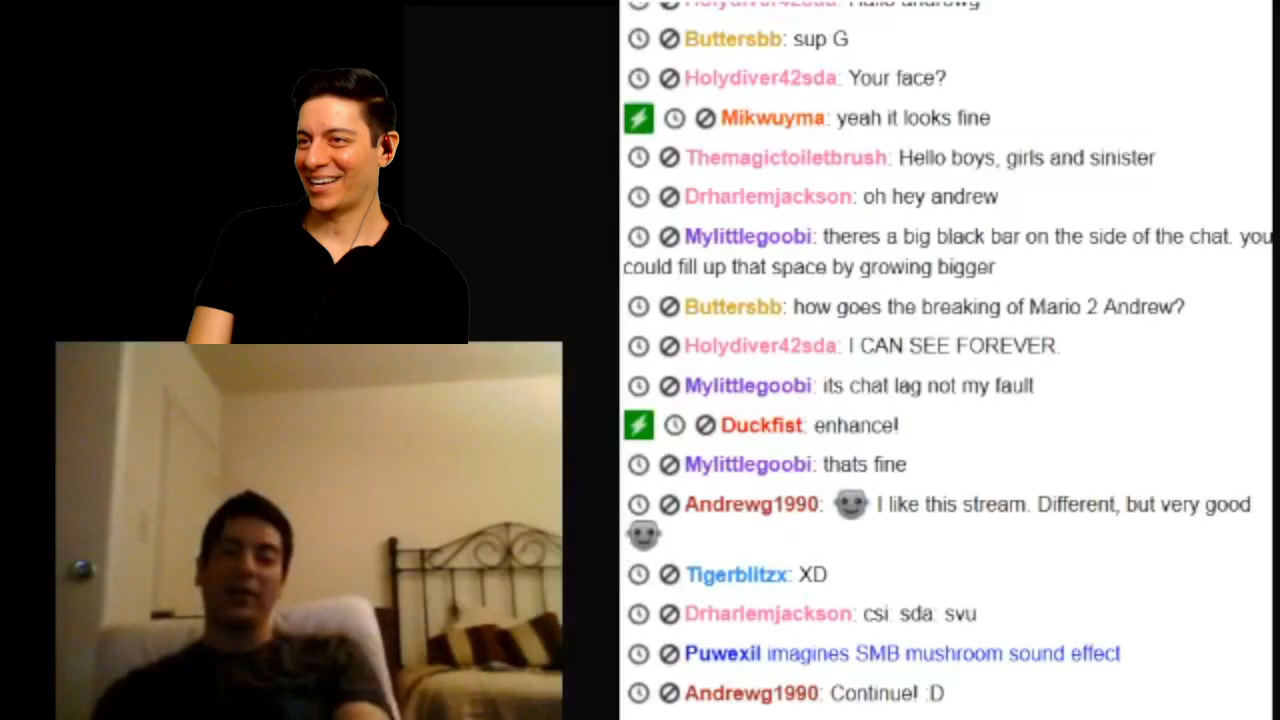 Holydiver42sda: Hallo andrewg
Buttersbb: sup G
Holydiver42sda: Your face?
Mikwuyma: yeah it looks fine
Themagictoiletbrush: Hello boys, girls and sinister
Drharlemjackson: oh hey andrew
Mylittlegoobi: theres a big black bar on the side of the chat. you
could fill up that space by growing bigger
Buttersbb: how goes the breaking of Mario 2 Andrew?
Holydiver42sda: I CAN SEE FOREVER.
Mylittlegoobi: its chat lag not my fault
Duckfist: enhance!
Mylittlegoobi: thats fine
Andrewg1990: I like this stream. Different, but very good
Tigerblitzx: XD
Drharlemjackson: csi: sda: svu
Puwexil imagines SMB mushroom sound effect
Andrewg1990: Continue! :D